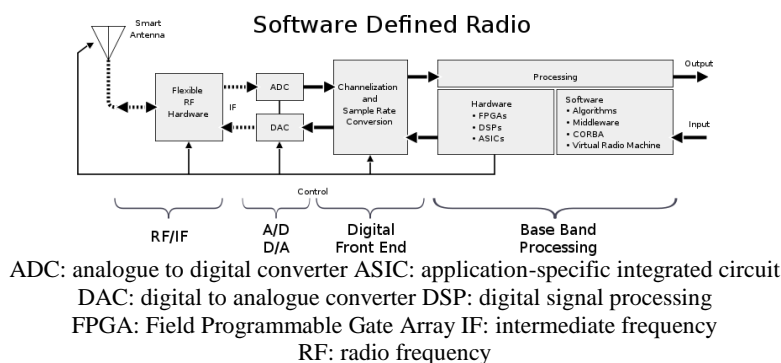 Software Defined Radio
Smart
Antenna
Flexible
RF
Hardware
IF
ADC
DAC
Channelization
and
Sample Rate
Conversion
Processing
Output
Hardware
• FPGAs
• DSPs
• ASICs
Software
• Algorithms
• Middleware
• CORBA
• Virtual Radio Machine
Input
Control
RF/IF
A/D
D/A
Digital
Front End
Base Band
Processing
ADC: analogue to digital converter ASIC: application-specific integrated circuit
DAC: digital to analogue converter DSP: digital signal processing
FPGA: Field Programmable Gate Array IF: intermediate frequency
RF: radio frequency